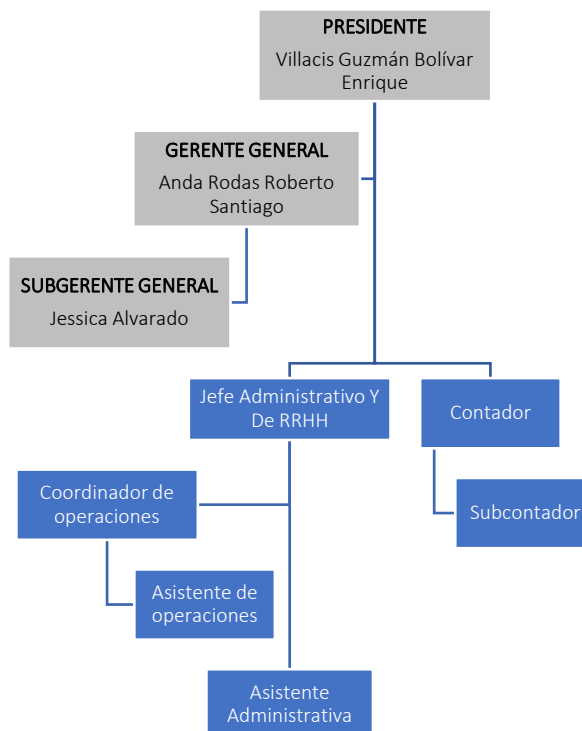 PRESIDENTE
Villacis Guzmán Bolívar
Enrique
GERENTE GENERAL
Anda Rodas Roberto
Santiago
SUBGERENTE GENERAL
Jessica Alvarado
Jefe Administrativo Y
De RRHH
Contador
Coordinador de
operaciones
Subcontador
Asistente de
operaciones
Asistente
Administrativa